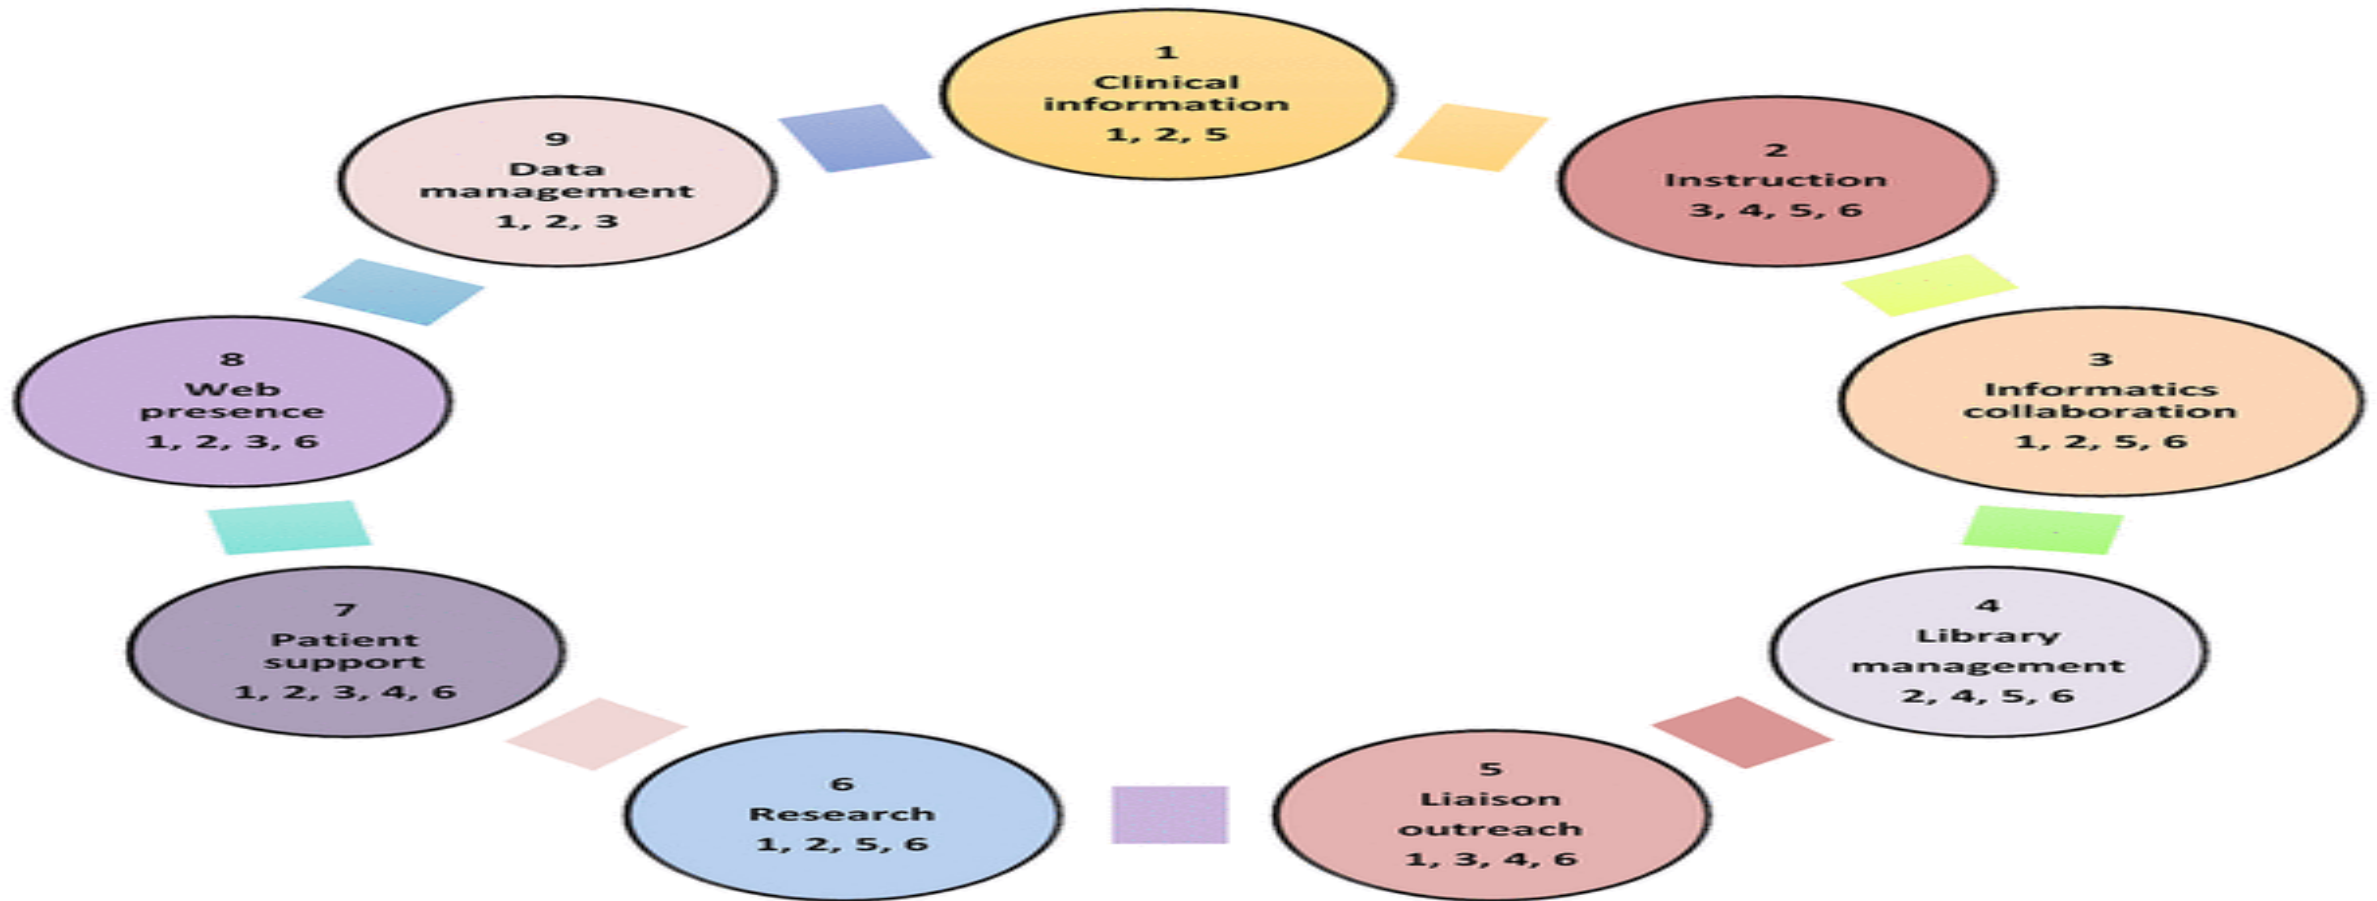 1
Clinical
information
1, 2, 5
2
Instruction
3, 4, 5, 6
3
Informatics
collaboration
1, 2, 5, 6
4
Library
management
2, 4, 5, 6
5
Liaison
outreach
1, 3, 4, 6
6
Research
1, 2, 5, 6
7
Patient
support
1, 2, 3, 4, 6
8
Web
presence
1, 2, 3, 6
9
Data
management
1, 2, 3